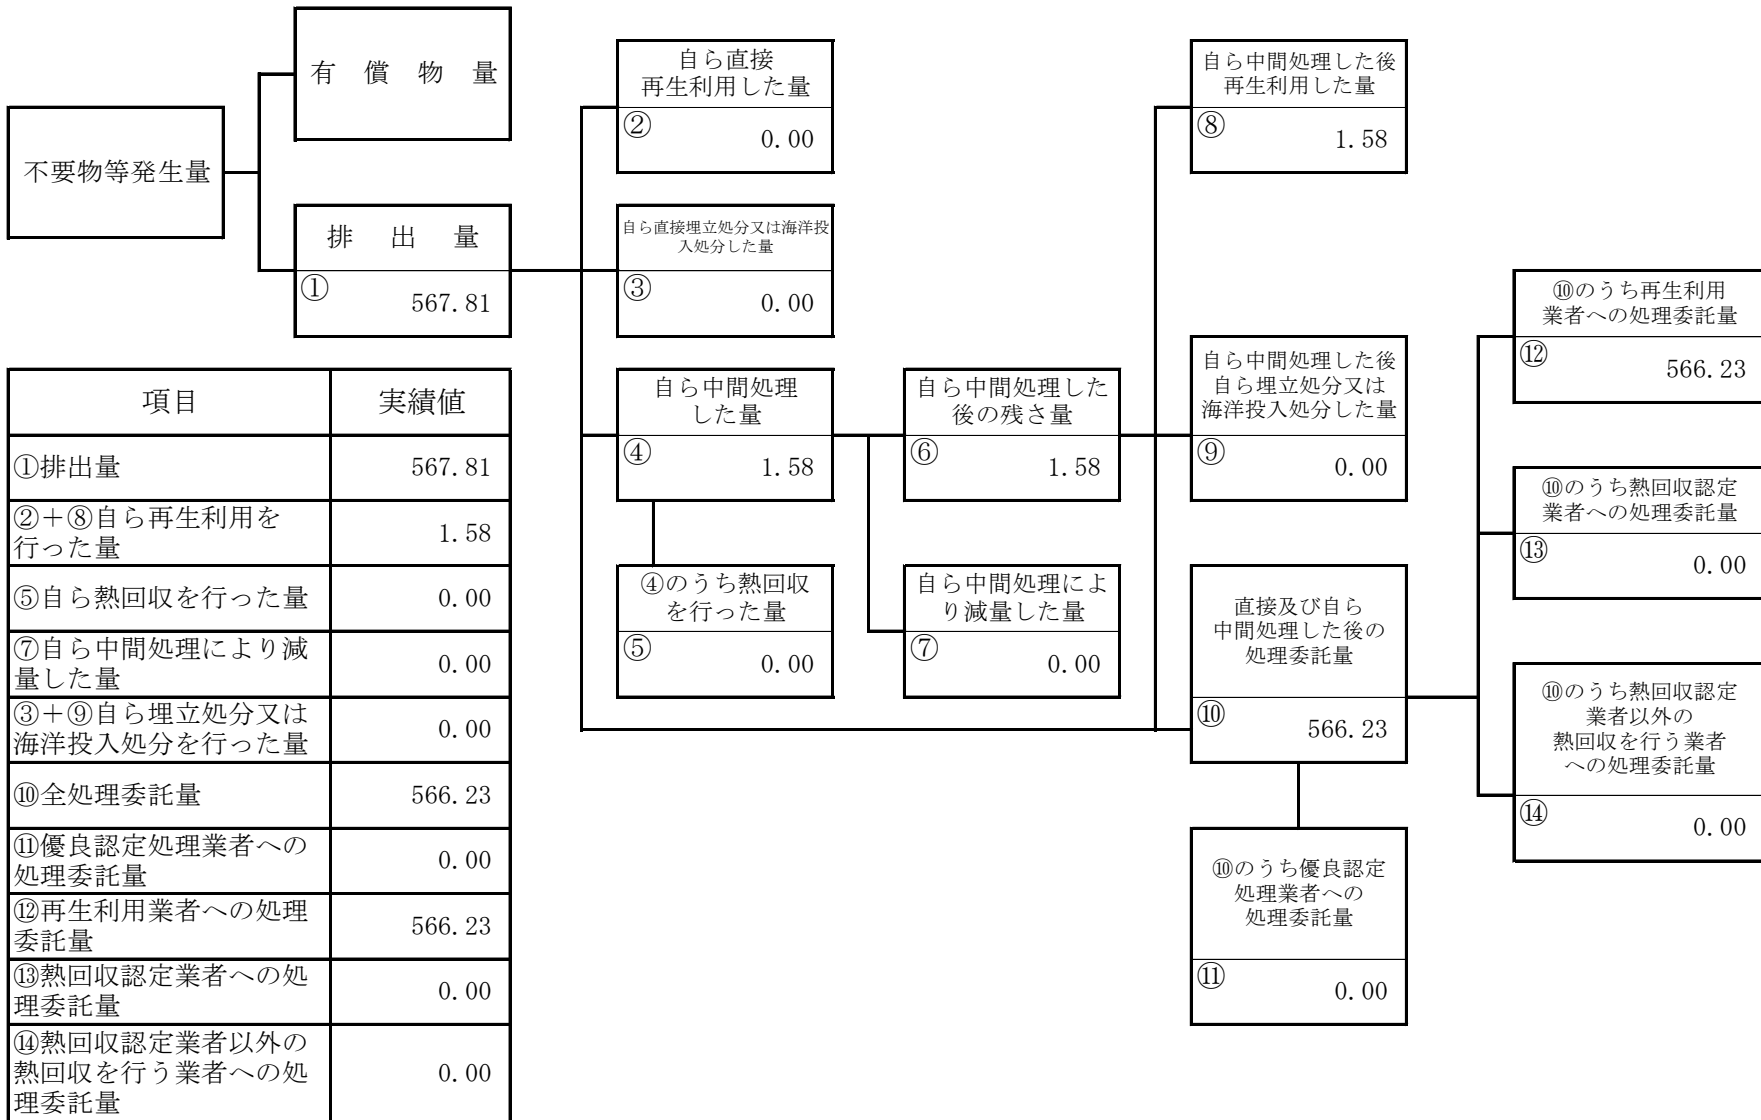 不要物等発生量
有償物量
排出量
①
567.81
自ら直接
再生利用した量
②
0.00
自ら直接埋立処分又は海洋投
入処分した量
③
0.00
自ら中間処理
した量
④
1.58
④のうち熱回収
を行った量
⑤
0.00
自ら中間処理した
後の残さ量
⑥
1.58
自ら中間処理によ
り減量した量
⑦
0.00
自ら中間処理した後
再生利用した量
⑧
1.58
自ら中間処理した後
自ら埋立処分又は
海洋投入処分した量
⑨
0.00
直接及び自ら
中間処理した後の
処理委託量
⑩
566.23
⑩のうち優良認定
処理業者への
処理委託量
⑪
0.00
⑩のうち再生利用
業者への処理委託量
⑫
566.23
⑩のうち熱回収認定
業者への処理委託量
⑬
0.00
⑩のうち熱回収認定
業者以外の
熱回収を行う業者
への処理委託量
⑭
0.00
項目 実績値
①排出量 567.81
②+⑧自ら再生利用を
行った量 1.58
⑤自ら熱回収を行った量 0.00
⑦自ら中間処理により減
量した量 0.00
③+⑨自ら埋立処分又は
海洋投入処分を行った量 0.00
⑩全処理委託量 566.23
⑪優良認定処理業者への
処理委託量 0.00
⑫再生利用業者への処理
委託量 566.23
⑬熱回収認定業者への処
理委託量 0.00
⑭熱回収認定業者以外の
熱回収を行う業者への処
理委託量 0.00